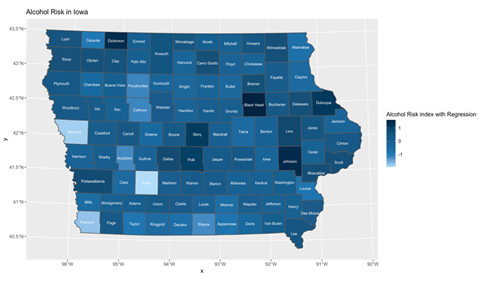 Alcohol Risk in Iowa
43.5°N
Lyon Osceola Dickinson Emmet Winnebago Worth Mitchell Howard Winneshiek Allamakee
Kossuth
43°N
Sioux Clay Palo Alto Hancock Cerro Gordo Floyd Chickasaw
Fayette Clayton
Plymouth Cherokee Buena Vista Pocahontas Humboldt Wright Franklin Butler Bremer
42.5°N
Woodbury Ida Sac Calhoun Webster Hamilton Hardin Grundy Black Hawk Buchanan Delaware Dubuque
Jackson
42°N
Crawford Carroll Greene Boone Story Marshall Tama Benton Linn Jones
Clinton
Cedar
Harrison Shelby Audubon Guthrie Dallas Polk Jasper Poweshiek Iowa Johnson
Scott
41.5°N
Muscatine
Pottawattamie Cass Madison Warren Marion Mahaska Keokuk Washington
Louisa
41°N
Mills Montgomery Adams Union Clarke Lucas Monroe Wapello Jefferson Henry
Des Moines
Page Taylor Ringgold Decatur Wayne Appanoose Davis Van Buren
Lee
40.5°N
96°W 95°W 94°W 93°W 92°W 91°W 90°W
x
y
Alcohol Risk index with Regression
1
0
-1